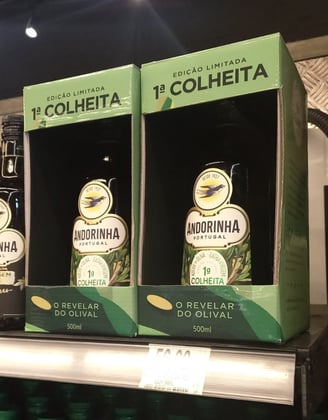 EDIÇÃO LIMITADA
1ª COLHEITA
ANDORINHA
PORTUGAL
1ª
COLHEITA
O REVELAR
DO OLIVAL
500ml
EDIÇÃO LIMITADA
1ª COLHEITA
ANDORINHA
PORTUGAL
1ª
COLHEITA
O REVELAR
DO OLIVAL
500ml